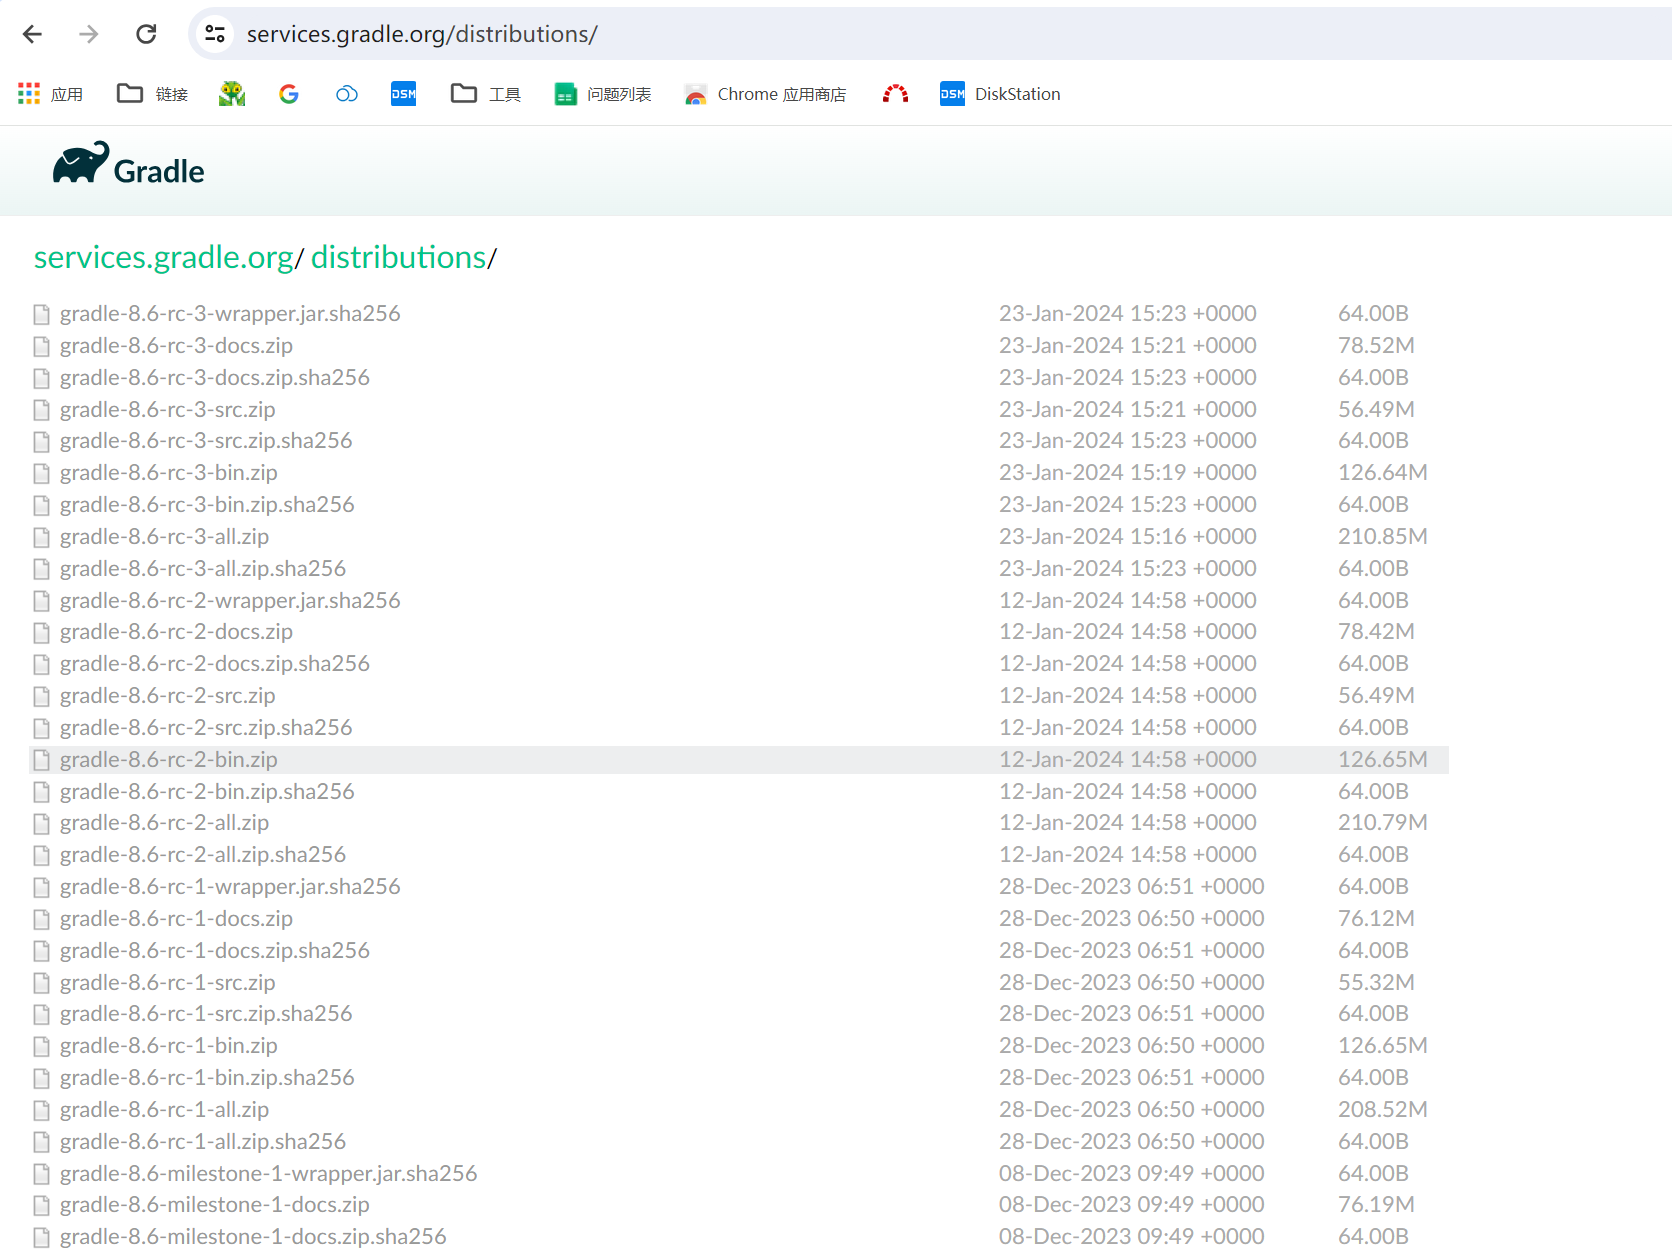 services.gradle.org/distributions/
应用 链接 DSM 工具 问题列表 Chrome 应用商店 DSM DiskStation
Gradle
services.gradle.org/ distributions/
gradle-8.6-rc-3-wrapper.jar.sha256 23-Jan-2024 15:23 +0000 64.00B
gradle-8.6-rc-3-docs.zip 23-Jan-2024 15:21 +0000 78.52M
gradle-8.6-rc-3-docs.zip.sha256 23-Jan-2024 15:23 +0000 64.00B
gradle-8.6-rc-3-src.zip 23-Jan-2024 15:21 +0000 56.49M
gradle-8.6-rc-3-src.zip.sha256 23-Jan-2024 15:23 +0000 64.00B
gradle-8.6-rc-3-bin.zip 23-Jan-2024 15:19 +0000 126.64M
gradle-8.6-rc-3-bin.zip.sha256 23-Jan-2024 15:23 +0000 64.00B
gradle-8.6-rc-3-all.zip 23-Jan-2024 15:16 +0000 210.85M
gradle-8.6-rc-3-all.zip.sha256 23-Jan-2024 15:23 +0000 64.00B
gradle-8.6-rc-2-wrapper.jar.sha256 12-Jan-2024 14:58 +0000 64.00B
gradle-8.6-rc-2-docs.zip 12-Jan-2024 14:58 +0000 78.42M
gradle-8.6-rc-2-docs.zip.sha256 12-Jan-2024 14:58 +0000 64.00B
gradle-8.6-rc-2-src.zip 12-Jan-2024 14:58 +0000 56.49M
gradle-8.6-rc-2-src.zip.sha256 12-Jan-2024 14:58 +0000 64.00B
gradle-8.6-rc-2-bin.zip 12-Jan-2024 14:58 +0000 126.65M
gradle-8.6-rc-2-bin.zip.sha256 12-Jan-2024 14:58 +0000 64.00B
gradle-8.6-rc-2-all.zip 12-Jan-2024 14:58 +0000 210.79M
gradle-8.6-rc-2-all.zip.sha256 12-Jan-2024 14:58 +0000 64.00B
gradle-8.6-rc-1-wrapper.jar.sha256 28-Dec-2023 06:51 +0000 64.00B
gradle-8.6-rc-1-docs.zip 28-Dec-2023 06:50 +0000 76.12M
gradle-8.6-rc-1-docs.zip.sha256 28-Dec-2023 06:51 +0000 64.00B
gradle-8.6-rc-1-src.zip 28-Dec-2023 06:50 +0000 55.32M
gradle-8.6-rc-1-src.zip.sha256 28-Dec-2023 06:51 +0000 64.00B
gradle-8.6-rc-1-bin.zip 28-Dec-2023 06:50 +0000 126.65M
gradle-8.6-rc-1-bin.zip.sha256 28-Dec-2023 06:51 +0000 64.00B
gradle-8.6-rc-1-all.zip 28-Dec-2023 06:50 +0000 208.52M
gradle-8.6-rc-1-all.zip.sha256 28-Dec-2023 06:50 +0000 64.00B
gradle-8.6-milestone-1-wrapper.jar.sha256 08-Dec-2023 09:49 +0000 64.00B
gradle-8.6-milestone-1-docs.zip 08-Dec-2023 09:49 +0000 76.19M
gradle-8.6-milestone-1-docs.zip.sha256 08-Dec-2023 09:49 +0000 64.00B